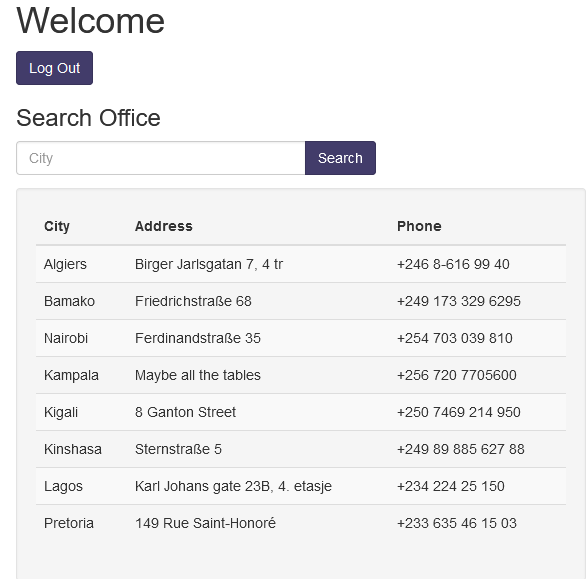 Welcome
Log Out
Search Office
City Search
City Address Phone
Algiers Birger Jarlsgatan 7, 4 tr +246 8-616 99 40
Bamako Friedrichstraße 68 +249 173 329 6295
Nairobi Ferdinandstraße 35 +254 703 039 810
Kampala Maybe all the tables +256 720 7705600
Kigali 8 Ganton Street +250 7469 214 950
Kinshasa Sternstraße 5 +249 89 885 627 88
Lagos Karl Johans gate 23B, 4. etasje +234 224 25 150
Pretoria 149 Rue Saint-Honoré +233 635 46 15 03